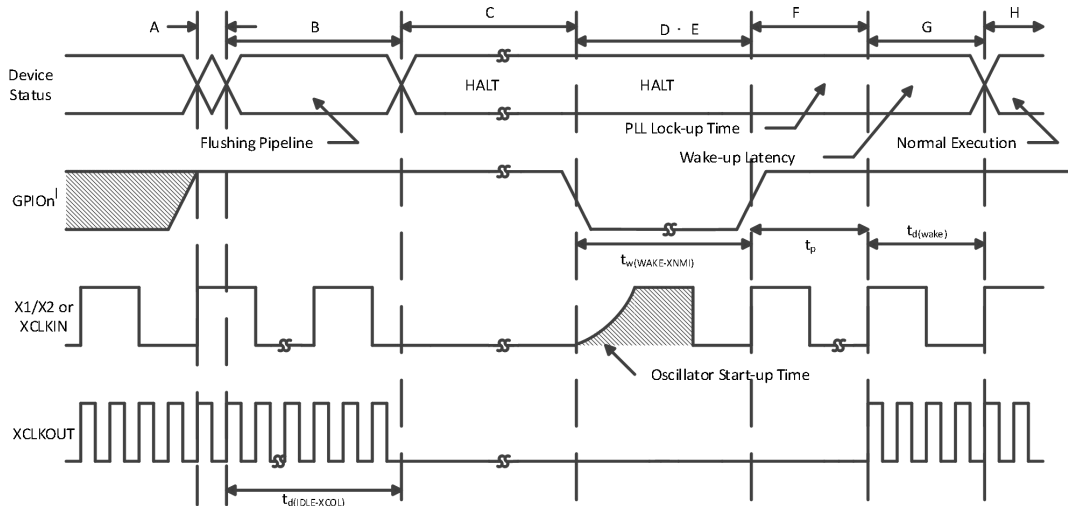 A
B
C
D · E
F
G
H
Device
Status
HALT
HALT
Flushing Pipeline
PLL Lock-up Time
Wake-up Latency
Normal Execution
GPIOn
tw(WAKE-XNMI)
tp
td(wake)
X1/X2 or
XCLKIN
Oscillator Start-up Time
XCLKOUT
td(IDLE-XCOL)